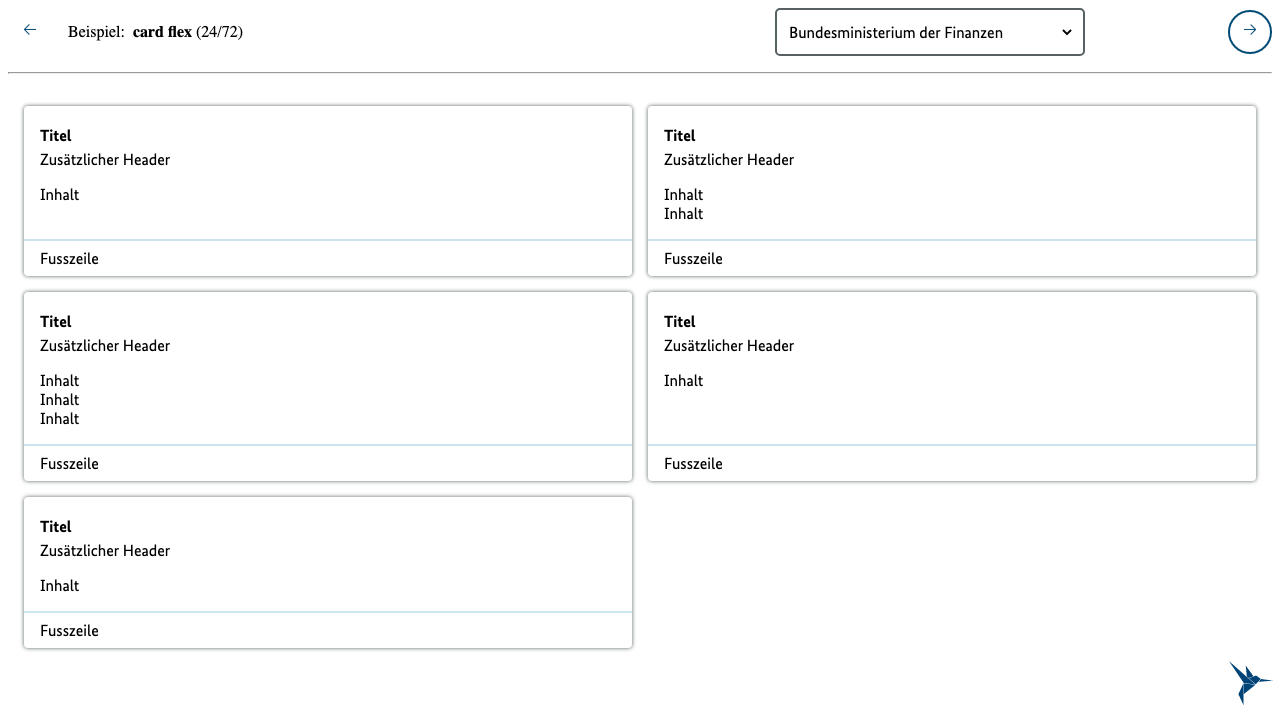 Beispiel: card flex (24/72)
Bundesministerium der Finanzen
Titel
Zusätzlicher Header
Inhalt
Fusszeile
Titel
Zusätzlicher Header
Inhalt
Inhalt
Fusszeile
Titel
Zusätzlicher Header
Inhalt
Inhalt
Inhalt
Fusszeile
Titel
Zusätzlicher Header
Inhalt
Fusszeile
Titel
Zusätzlicher Header
Inhalt
Fusszeile